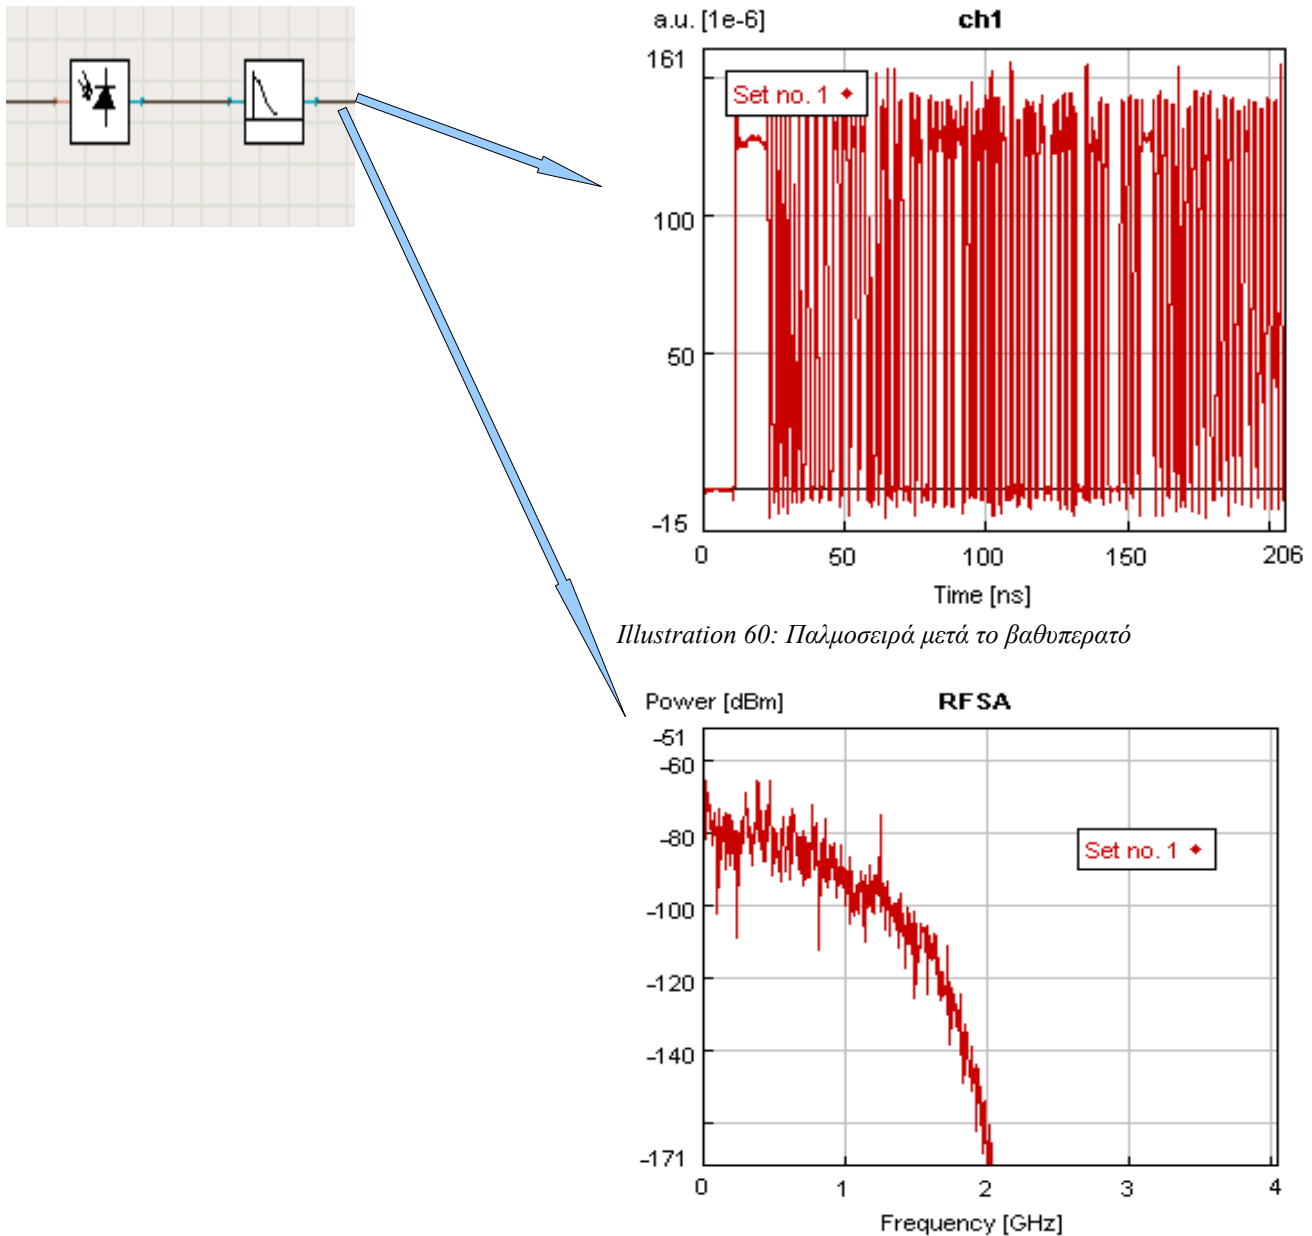 a.u. [1e-6]
ch1
161
Set no. 1
100
50
-15
0 50 100 150 206
Time [ns]
Illustration 60: Παλμοσειρά μετά το βαθυπερατό
Power [dBm]
RFSA
-51
-60
-80
Set no. 1
-100
-120
-140
-171
0 1 2 3 4
Frequency [GHz]